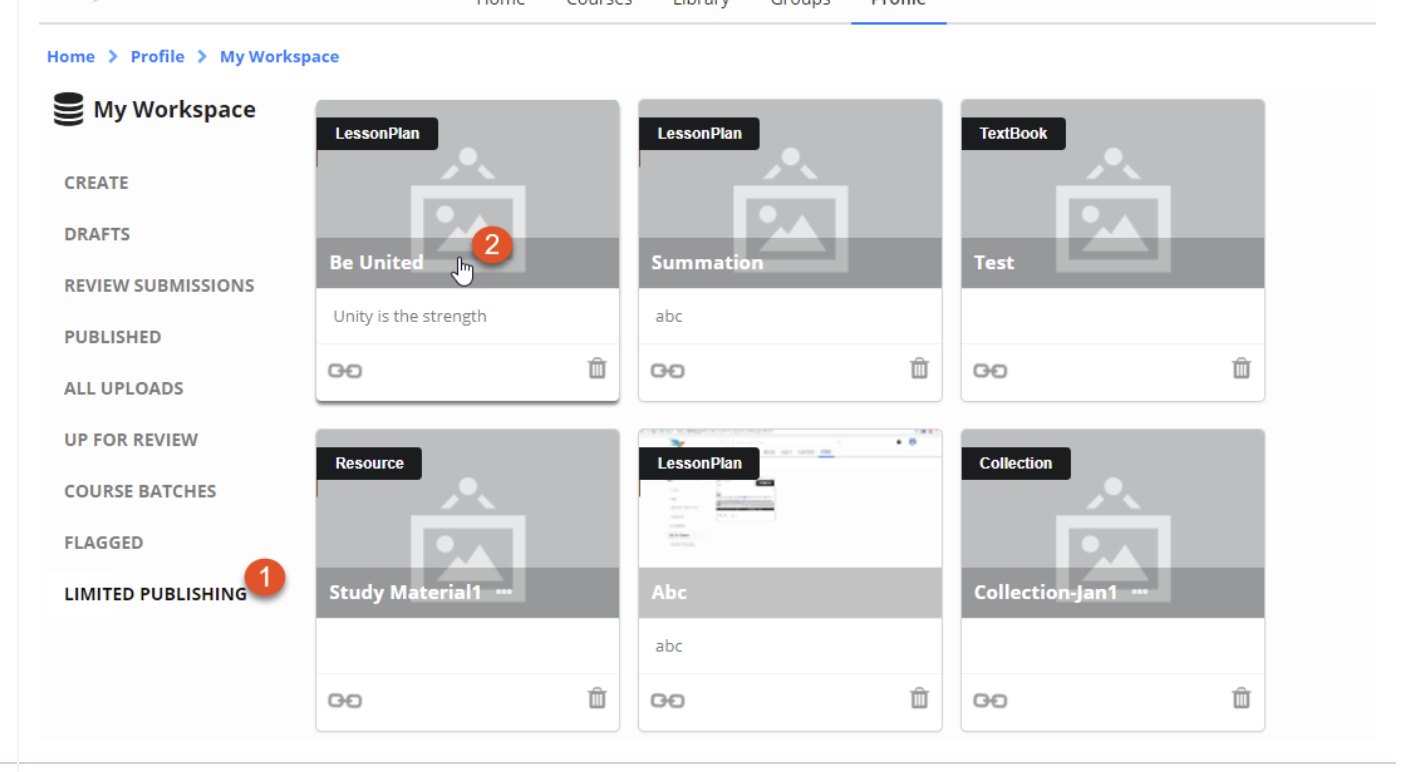 Home Courses Library Groups Profile
Home > Profile > My Workspace
My Workspace
CREATE
DRAFTS
REVIEW SUBMISSIONS
PUBLISHED
ALL UPLOADS
UP FOR REVIEW
COURSE BATCHES
FLAGGED
LIMITED PUBLISHING
1
LessonPlan
Be United
2
Unity is the strength
LessonPlan
Summation
abc
TextBook
Test
Resource
Study Material1 ...
LessonPlan
Abc
abc
Collection
Collection-Jan1 ...